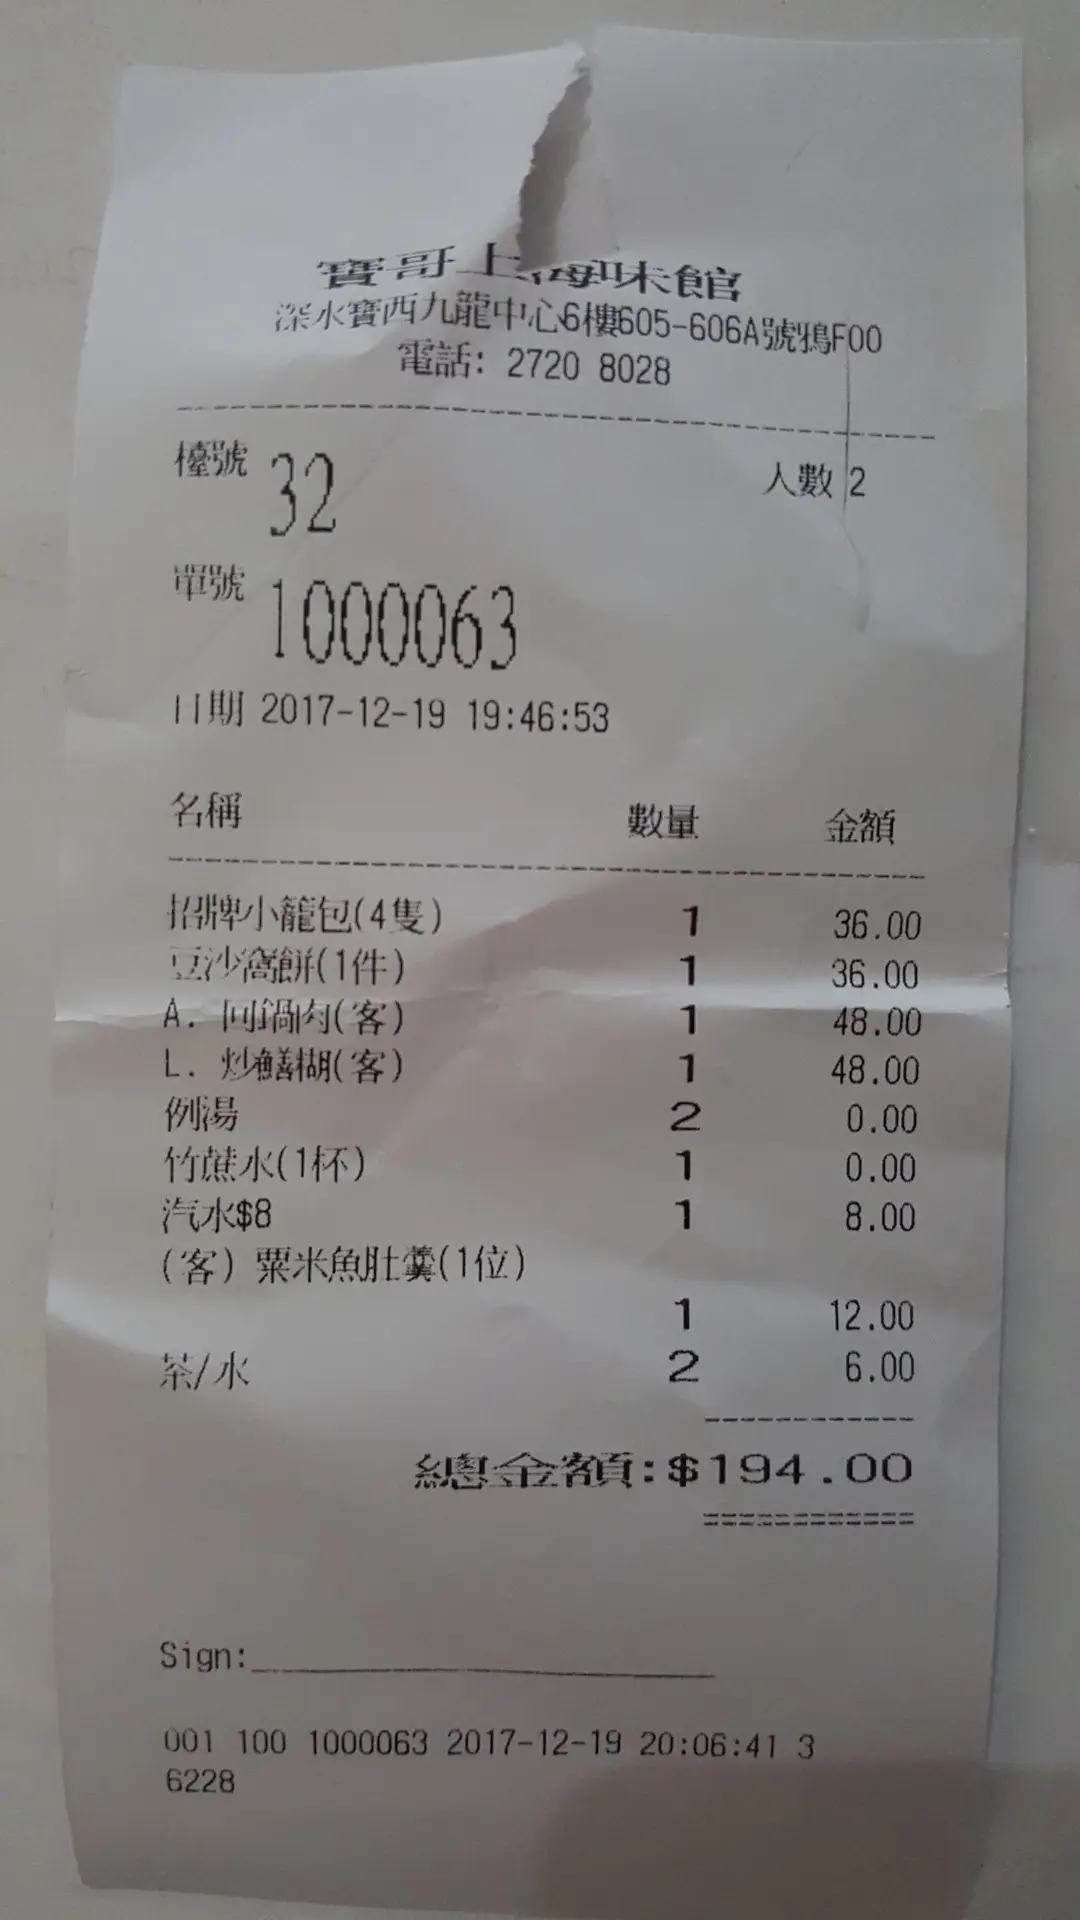 寶哥上海味館
深水寶西九龍中心6樓605-606A號鴉F00
電話: 2720 8028
檯號 32 人數 2
單號 1000063
日期 2017-12-19 19:46:53
名稱 數量 金額
招牌小籠包(4隻) 1 36.00
豆沙窩餅(1件) 1 36.00
A. 回鍋肉(客) 1 48.00
L. 炒鱔糊(客) 1 48.00
例湯 2 0.00
竹蔗水(1杯) 1 0.00
汽水$8 1 8.00
(客) 粟米魚肚羹(1位)
1 12.00
茶/水 2 6.00
總金額:$194.00
Sign:
001 100 1000063 2017-12-19 20:06:41 3
6228